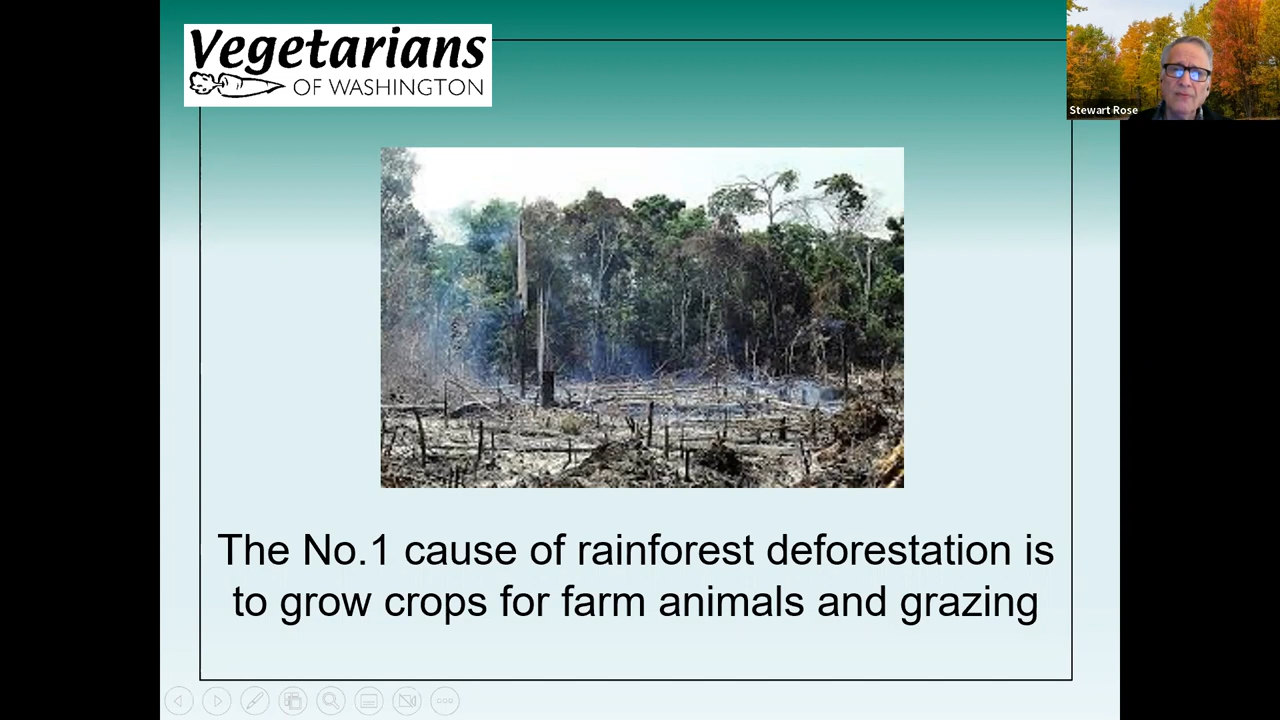 Vegetarians
OF WASHINGTON
Stewart Rose
The No.1 cause of rainforest deforestation is
to grow crops for farm animals and grazing